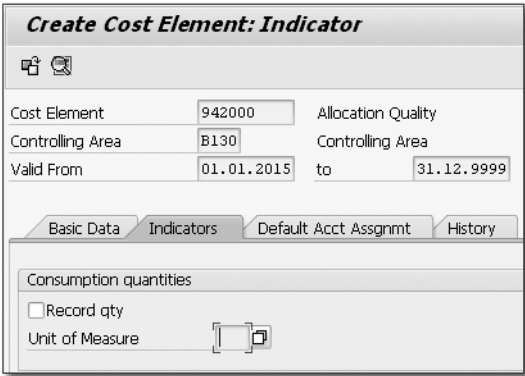 Create Cost Element: Indicator
Cost Element 942000 Allocation Quality
Controlling Area B130 Controlling Area
Valid From 01.01.2015 to 31.12.9999
Basic Data Indicators Default Acct Assgnmt History
Consumption quantities
Record qty
Unit of Measure